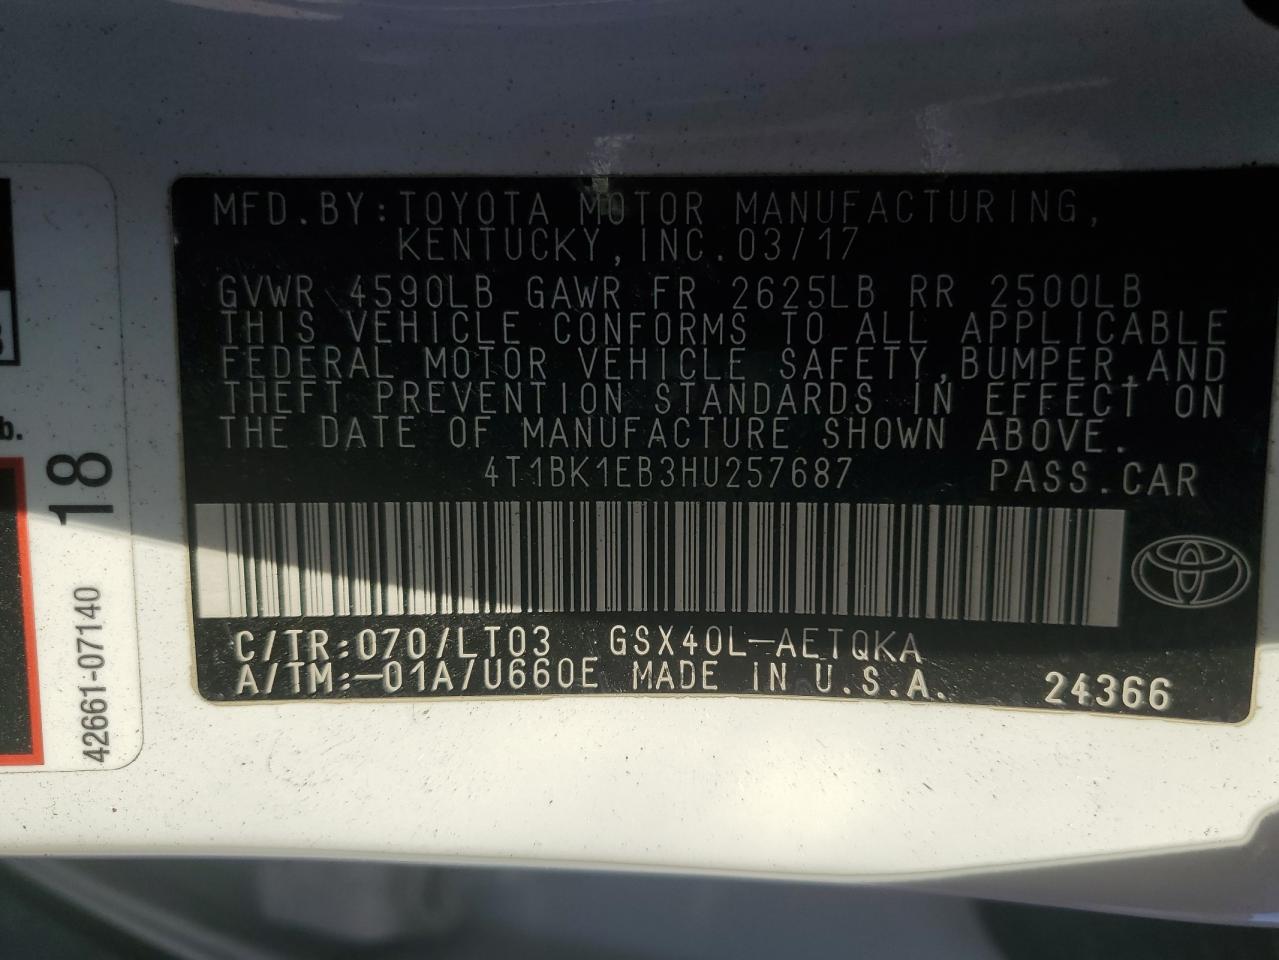 MFD.BY:TOYOTA MOTOR MANUFACTURING,
KENTUCKY,INC.03/17
GVWR 4590LB GAWR FR 2625LB RR 2500LB
THIS VEHICLE CONFORMS TO ALL APPLICABLE
FEDERAL MOTOR VEHICLE SAFETY,BUMPER,AND
THEFT PREVENTION STANDARDS IN EFFECT ON
THE DATE OF MANUFACTURE SHOWN ABOVE.
4T1BK1EB3HU257687 PASS.CAR
C/TR:070/LT03 GSX40L-AETQKA
A/TM:-01A/U660E MADE IN U.S.A. 24366
b.
18
42661-07140